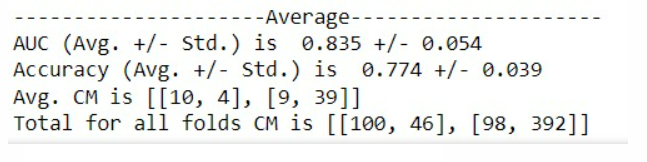 ---------------------Average---------------------
AUC (Avg. +/- Std.) is  0.835 +/- 0.054
Accuracy (Avg. +/- Std.) is  0.774 +/- 0.039
Avg. CM is [[10, 4], [9, 39]]
Total for all folds CM is [[100, 46], [98, 392]]